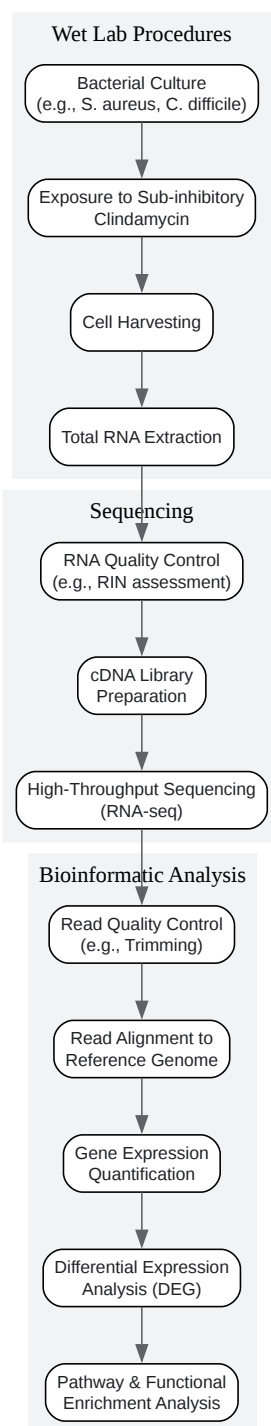 Wet Lab Procedures
Bacterial Culture
(e.g., S. aureus, C. difficile)
Exposure to Sub-inhibitory
Clindamycin
Cell Harvesting
Total RNA Extraction
Sequencing
RNA Quality Control
(e.g., RIN assessment)
cDNA Library
Preparation
High-Throughput Sequencing
(RNA-seq)
Bioinformatic Analysis
Read Quality Control
(e.g., Trimming)
Read Alignment to
Reference Genome
Gene Expression
Quantification
Differential Expression
Analysis (DEG)
Pathway & Functional
Enrichment Analysis